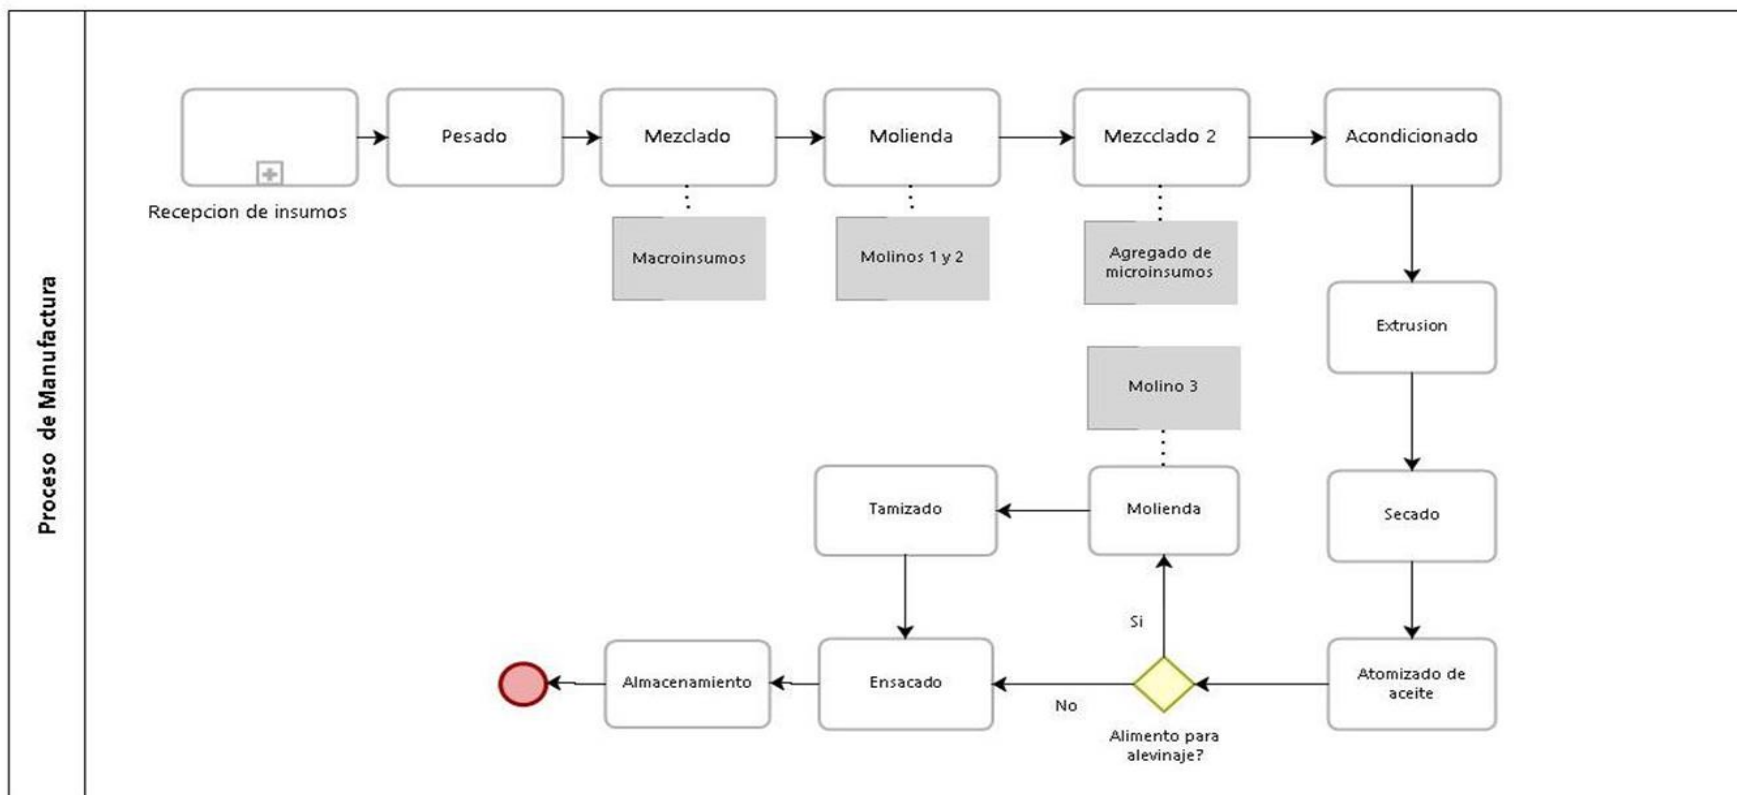 Proceso de Manufactura
Pesado
Mezclado
Molienda
Mezcclado 2
Acondicionado
Recepcion de insumos
Macroinsumos
Molinos 1 y 2
Agregado de
microinsumos
Extrusion
Molino 3
Tamizado
Molienda
Secado
Si
Almacenamiento
Ensacado
No
Atomizado de
aceite
Alimento para
alevinaje?